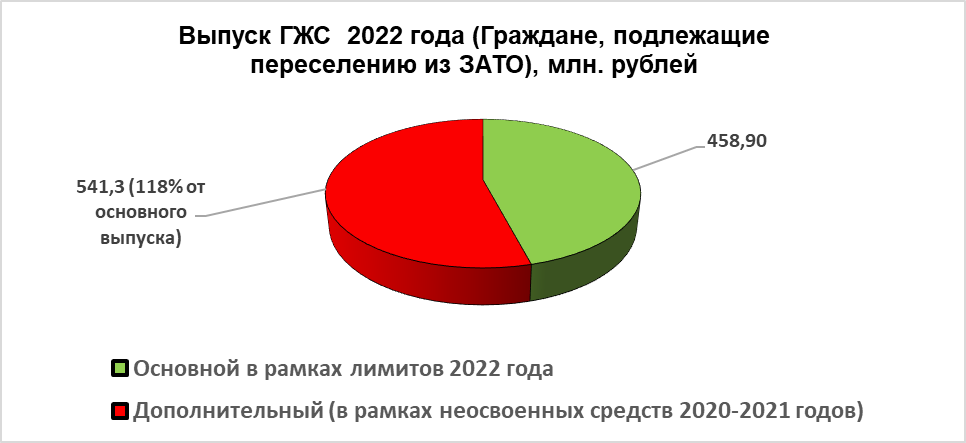 Выпуск ГЖС  2022 года (Граждане, подлежащие
переселению из ЗАТО), млн. рублей
458,90
541,3 (118% от
основного
выпуска)
Основной в рамках лимитов 2022 года
Дополнительный (в рамках неосвоенных средств 2020-2021 годов)